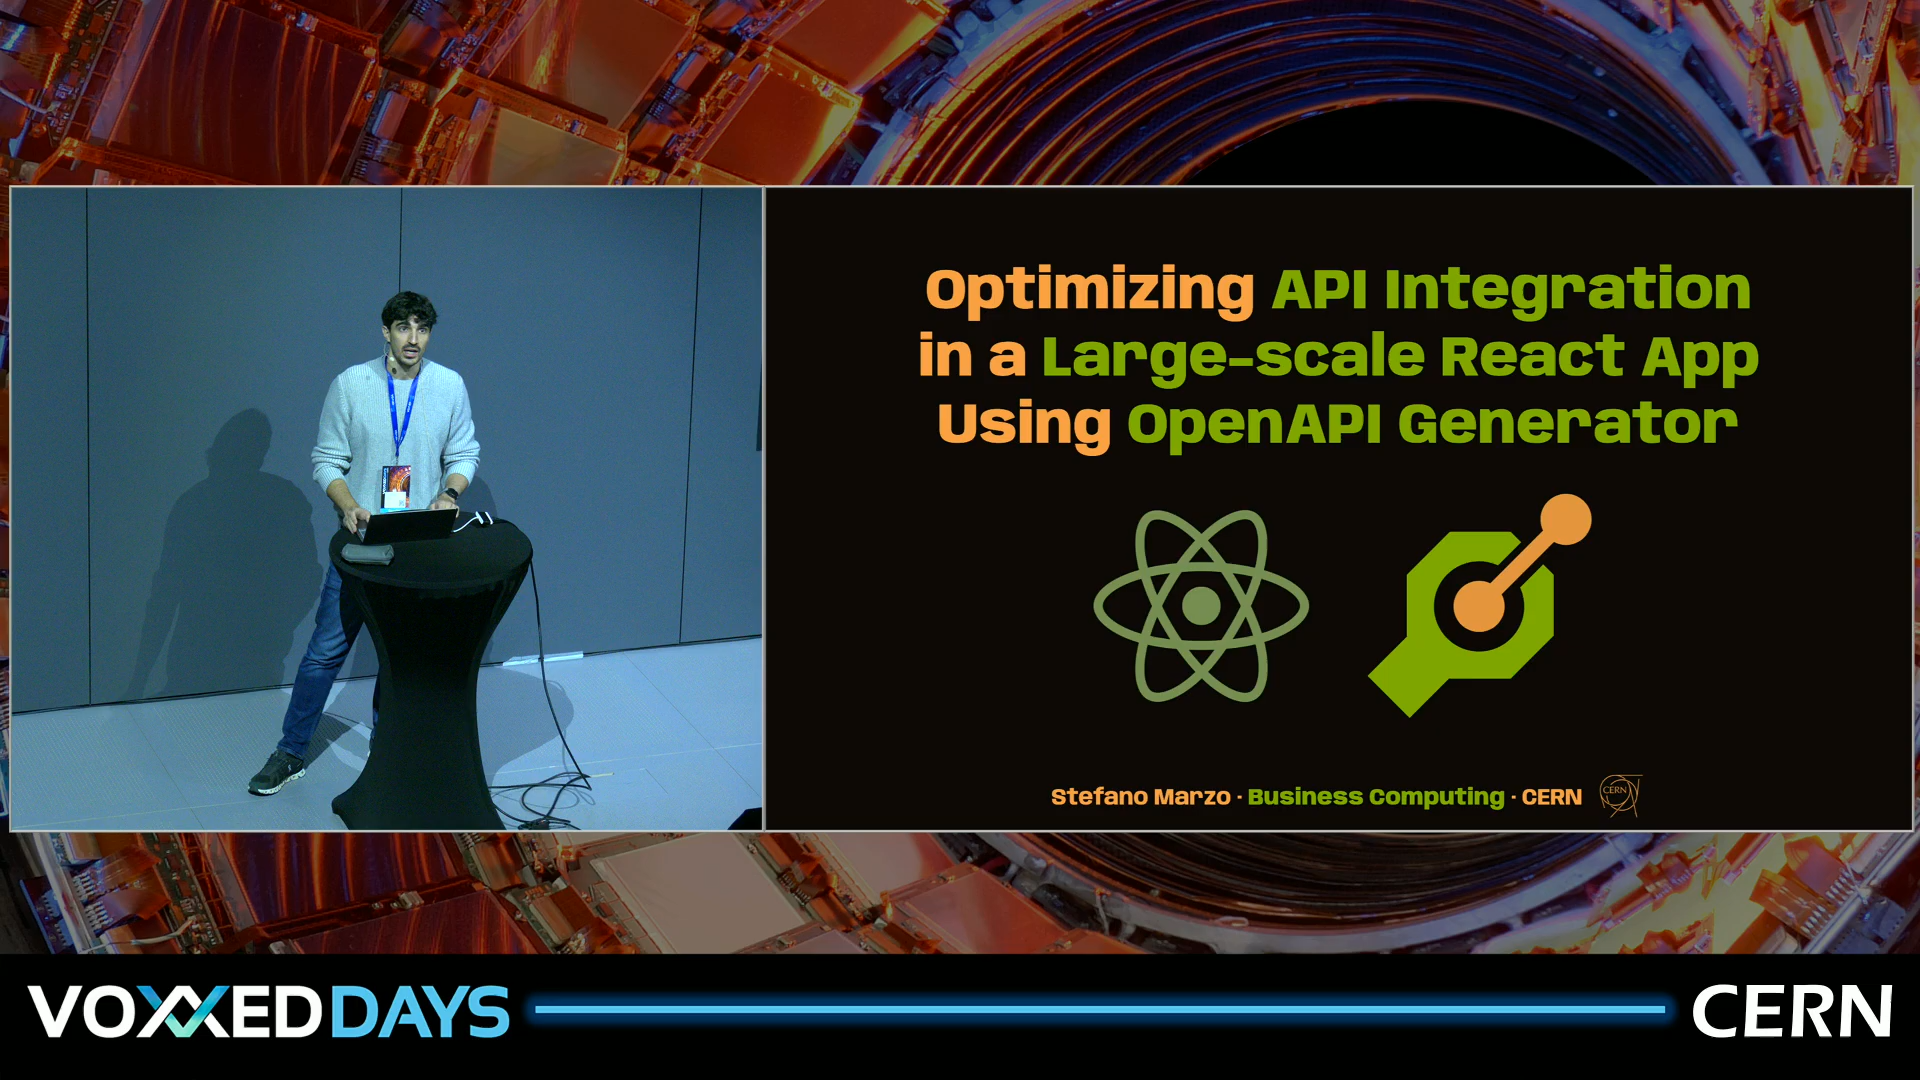 Optimizing API Integration
in a Large-scale React App
Using OpenAPI Generator
Stefano Marzo · Business Computing · CERN
CERN
VOXXEDDAYS
CERN